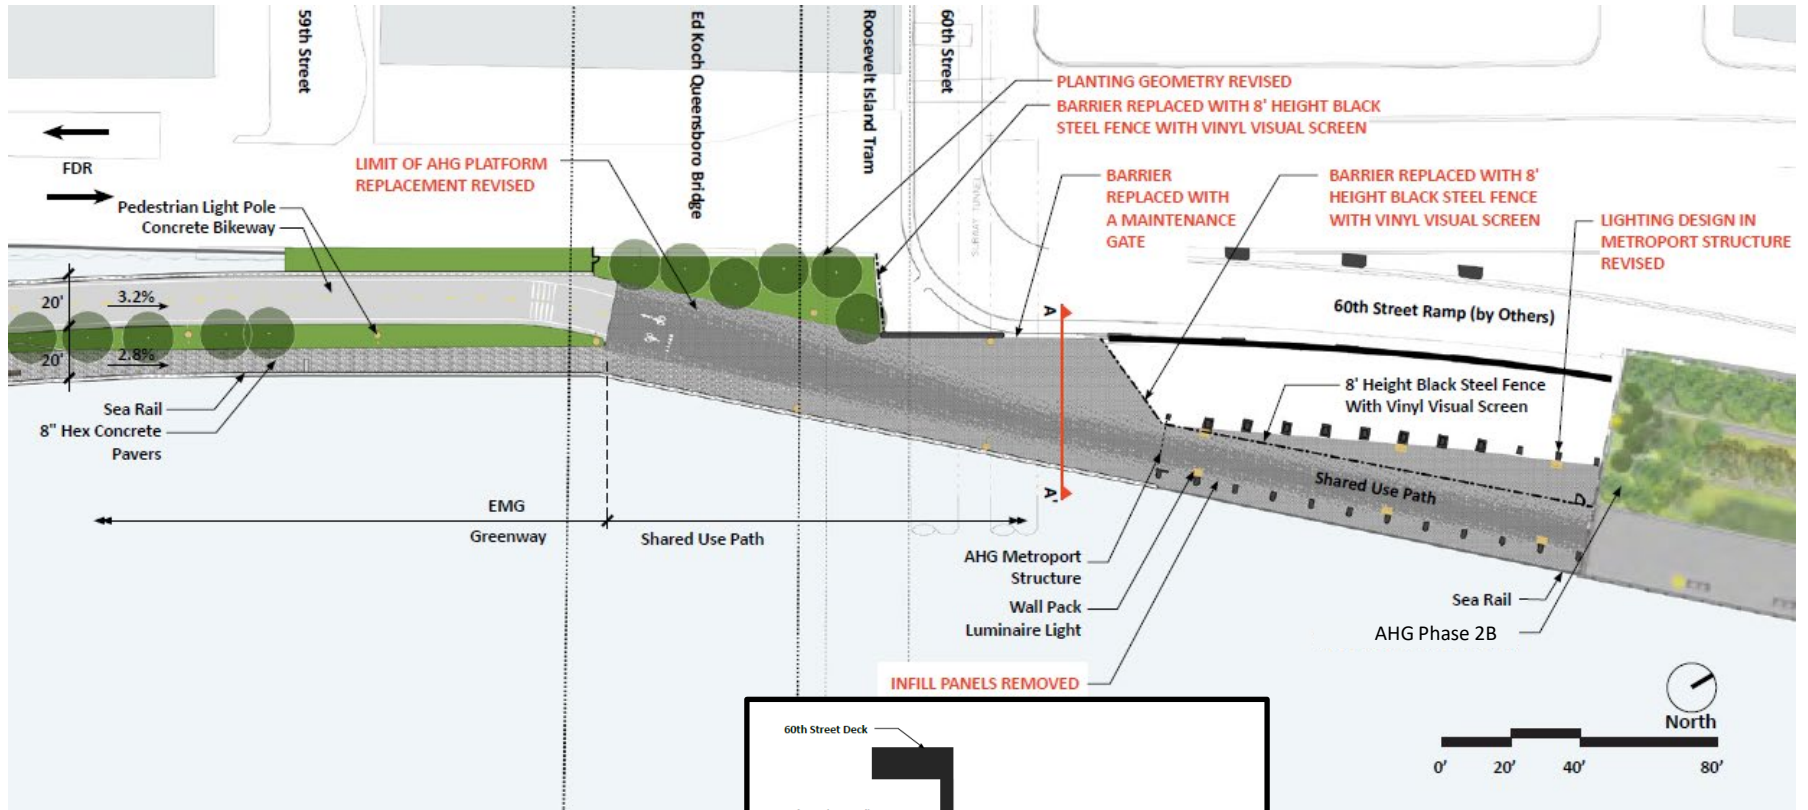 59th Street
Ed Koch Queensboro Bridge
Roosevelt Island Tram
60th Street
PLANTING GEOMETRY REVISED
BARRIER REPLACED WITH 8' HEIGHT BLACK
STEEL FENCE WITH VINYL VISUAL SCREEN
FDR
LIMIT OF AHG PLATFORM
REPLACEMENT REVISED
BARRIER
REPLACED WITH
A MAINTENANCE
GATE
BARRIER REPLACED WITH 8'
HEIGHT BLACK STEEL FENCE
WITH VINYL VISUAL SCREEN
LIGHTING DESIGN IN
METROPORT STRUCTURE
REVISED
Pedestrian Light Pole
Concrete Bikeway
SUBWAY TUNNEL
20'
3.2%
20'
2.8%
A
A'
60th Street Ramp (by Others)
8' Height Black Steel Fence
With Vinyl Visual Screen
Shared Use Path
Sea Rail
8" Hex Concrete
Pavers
EMG
Greenway
Shared Use Path
AHG Metroport
Structure
Wall Pack
Luminaire Light
INFILL PANELS REMOVED
Sea Rail
AHG Phase 2B
60th Street Deck
North
0'
20'
40'
80'